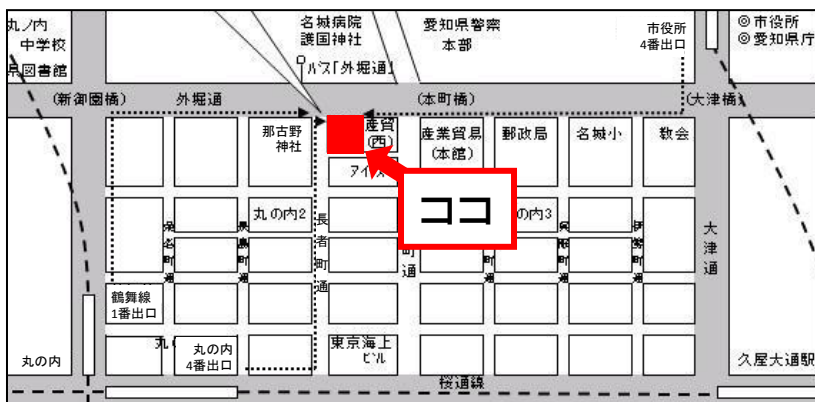 丸ノ内
中学校
県図書館
名城病院
護国神社
バス「外堀通」
愛知県警察
本部
市役所
4番出口
◎市役所
◎愛知県庁
(新御園橋)
外堀通
(本町橋)
(大津橋)
那古野
神社
産貿
(西)
産業貿易
(本館)
郵政局
名城小
教会
ココ
丸の内2
の内3
長者町通
町通
大津通
伊勢町通
鶴舞線
1番出口
丸の内
丸の内
4番出口
東京海上
ビル
久屋大通駅
桜通線